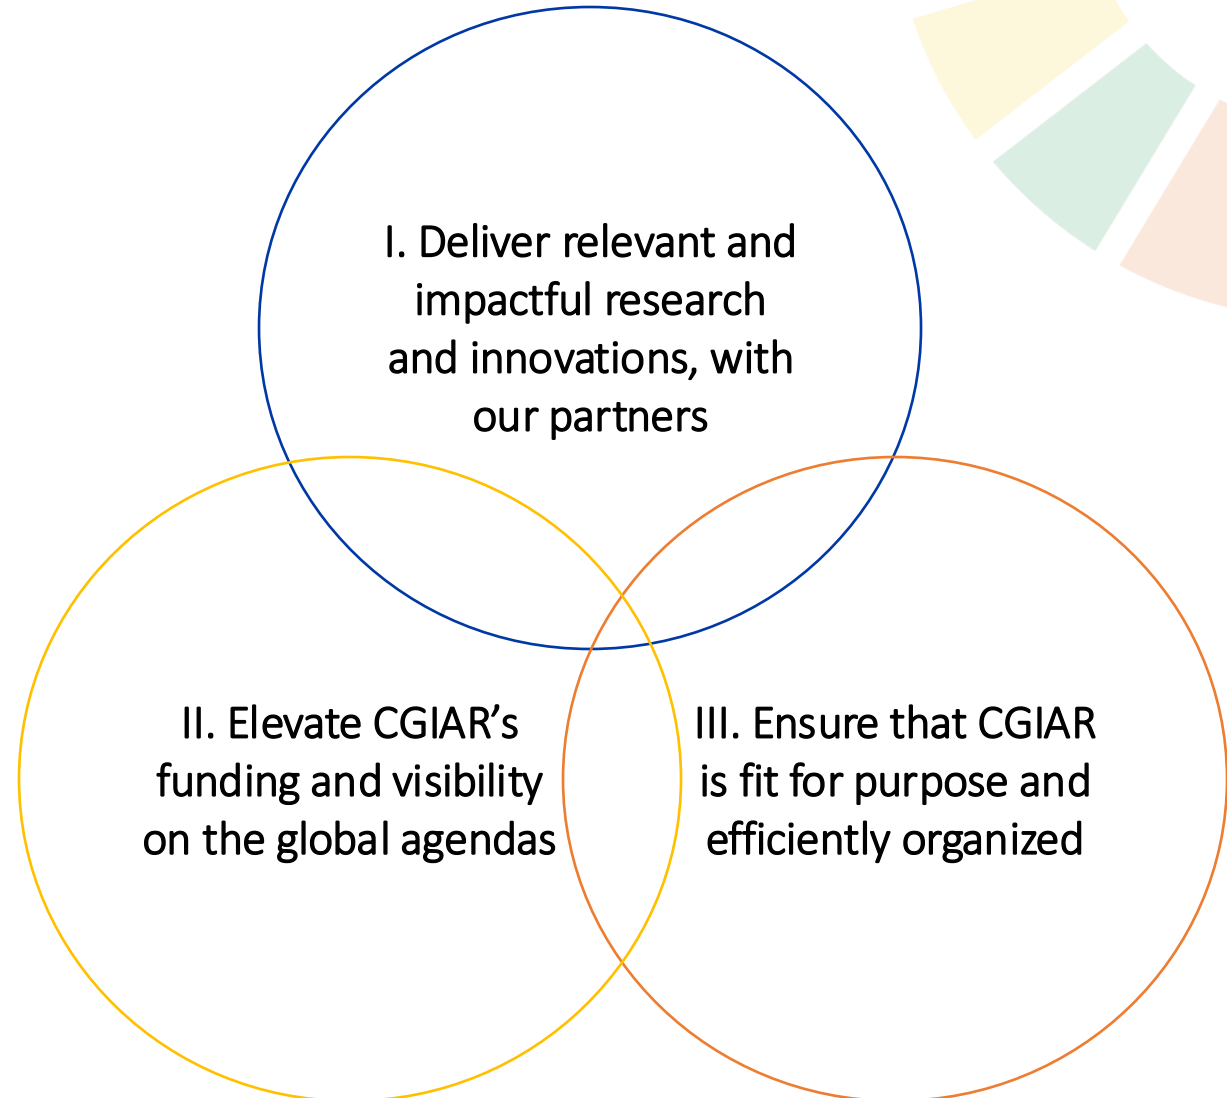 I. Deliver relevant and
impactful research
and innovations, with
our partners
II. Elevate CGIAR’s
funding and visibility
on the global agendas
III. Ensure that CGIAR
is fit for purpose and
efficiently organized